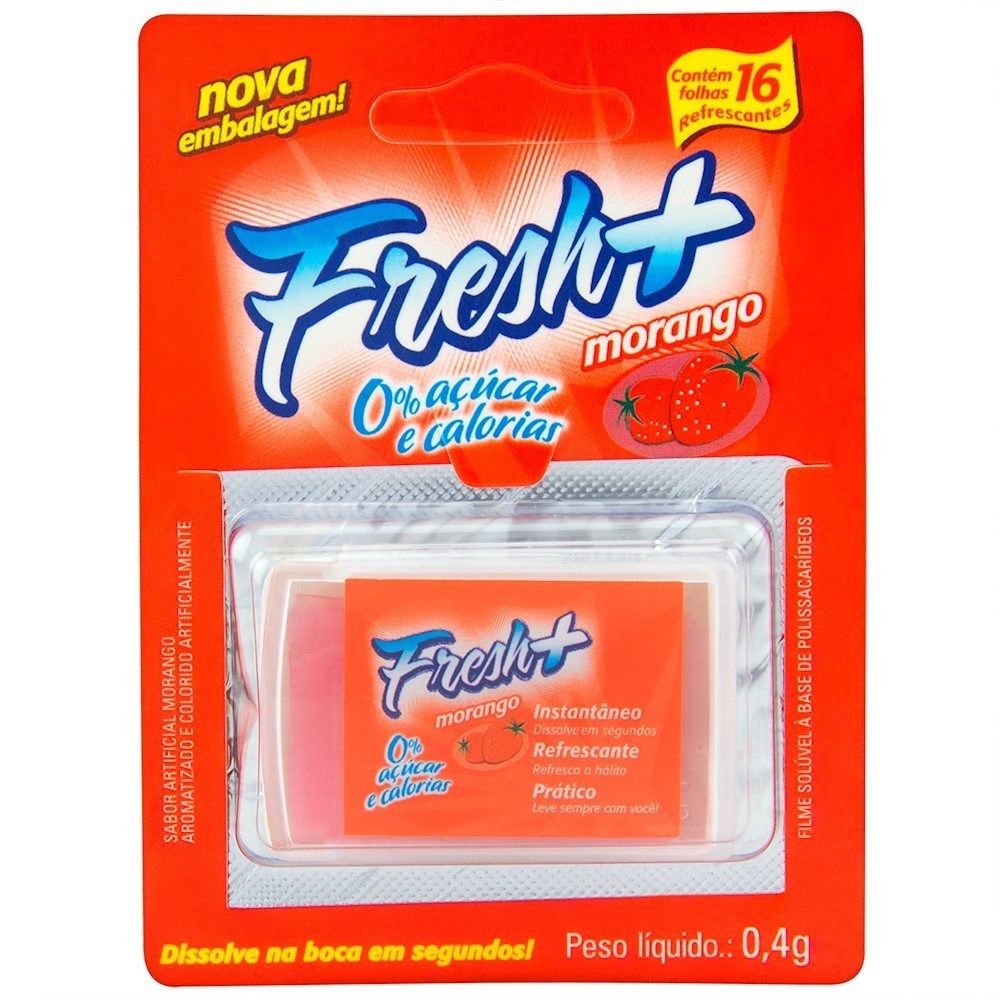 nova
embalagem!
Contém 16
folhas
Refrescantes
Fresh+
morango
0% açúcar
e calorias
SABOR ARTIFICIAL MORANGO
AROMATIZADO E COLORIDO ARTIFICIALMENTE
FILME SOLÚVEL À BASE DE POLISSACARÍDEOS
Fresh+
morango
0%
açúcar
e calorias
Instantâneo
Dissolve em segundos
Refrescante
Refresca o hálito
Prático
Leve sempre com você!
Dissolve na boca em segundos!
Peso líquido.: 0,4g